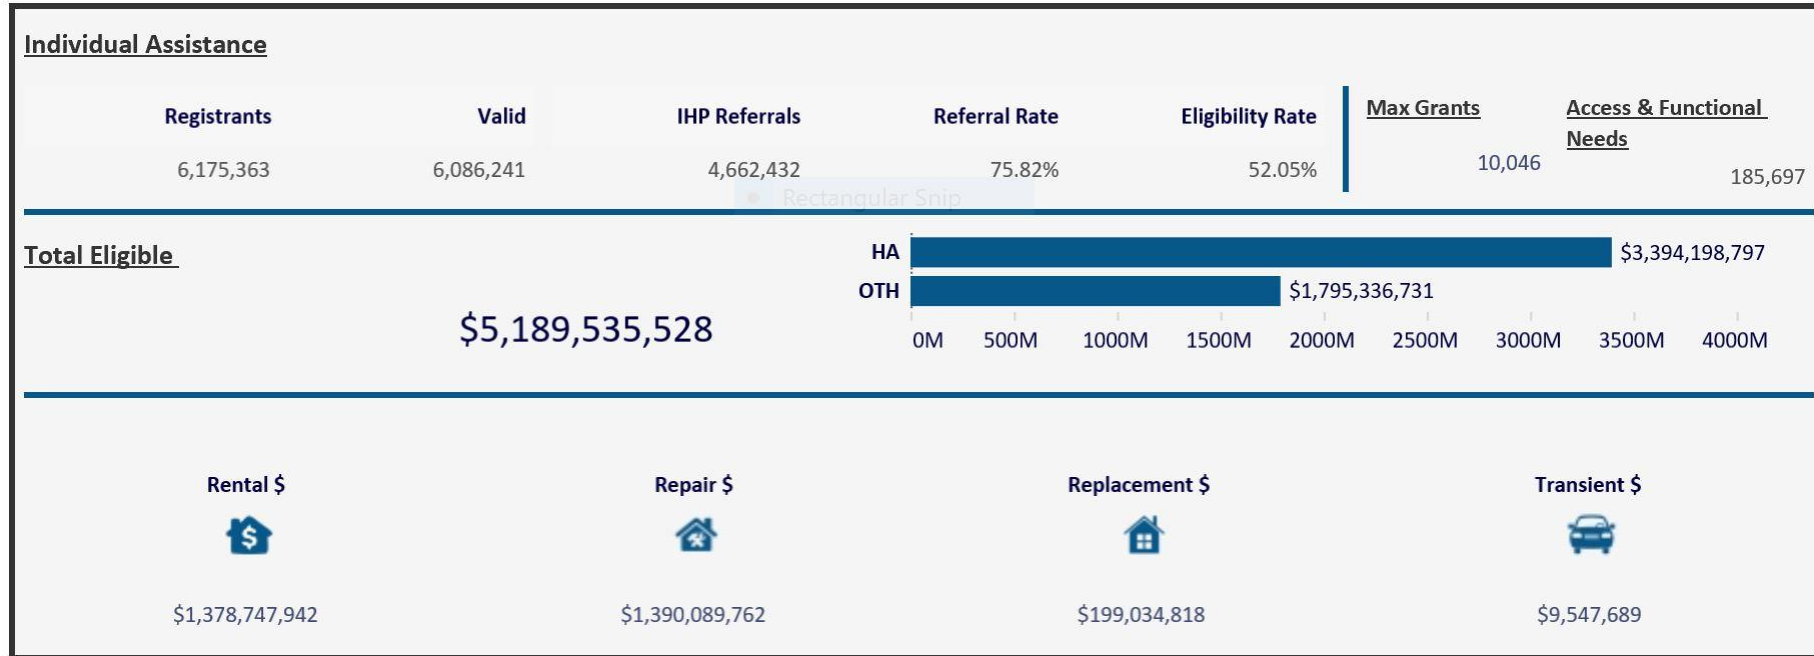 Individual Assistance
Registrants Valid IHP Referrals Referral Rate Eligibility Rate
6,175,363 6,086,241 4,662,432 75.82% 52.05%
Rectangular Snip
Max Grants
10,046
Access & Functional
Needs
185,697
Total Eligible
$5,189,535,528
HA $3,394,198,797
OTH $1,795,336,731
0M 500M 1000M 1500M 2000M 2500M 3000M 3500M 4000M
Rental $ Repair $ Replacement $ Transient $
$
$1,378,747,942 $1,390,089,762 $199,034,818 $9,547,689